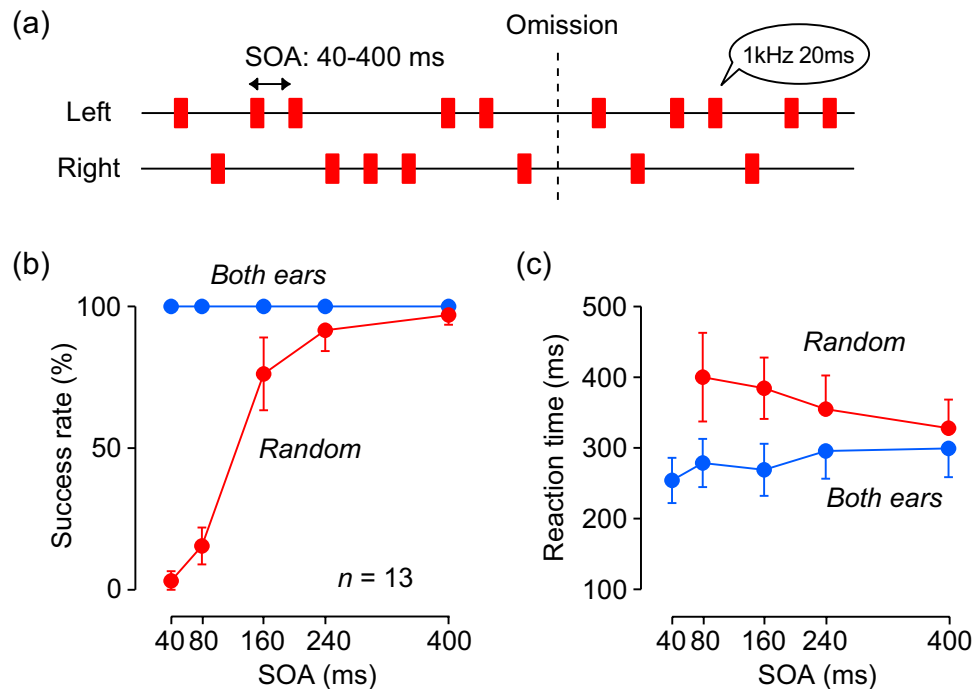 (a)
Omission
SOA: 40-400 ms
1kHz 20ms
Left
Right
(b)
Both ears
100
50
0
Success rate (%)
Random
n = 13
40 80 160 240 400
SOA (ms)
(c)
500
400
300
200
100
Reaction time (ms)
Random
Both ears
40 80 160 240 400
SOA (ms)